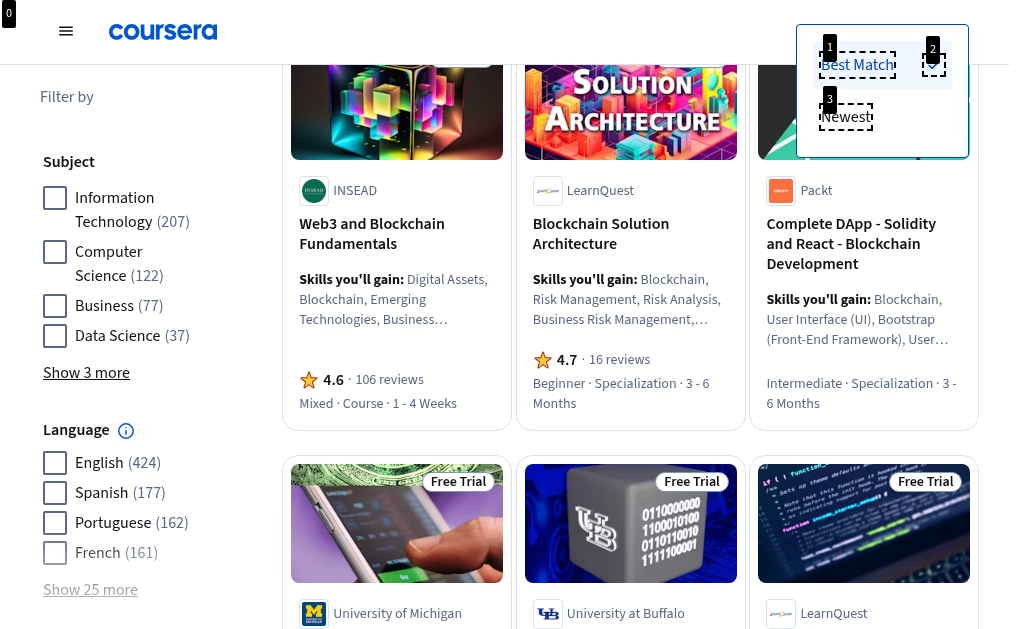 0
coursera
1
Best Match
2
3
Newest
Filter by
Subject
Information
Technology (207)
Computer
Science (122)
Business (77)
Data Science (37)
Show 3 more
Language
English (424)
Spanish (177)
Portuguese (162)
French (161)
Show 25 more
INSEAD
Web3 and Blockchain
Fundamentals
Skills you'll gain: Digital Assets,
Blockchain, Emerging
Technologies, Business…
4.6 · 106 reviews
Mixed · Course · 1 - 4 Weeks
SOLUTION
ARCHITECTURE
LearnQuest
Blockchain Solution
Architecture
Skills you'll gain: Blockchain,
Risk Management, Risk Analysis,
Business Risk Management,…
4.7 · 16 reviews
Beginner · Specialization · 3 - 6
Months
Packt
Complete DApp - Solidity
and React - Blockchain
Development
Skills you'll gain: Blockchain,
User Interface (UI), Bootstrap
(Front-End Framework), User…
Intermediate · Specialization · 3 -
6 Months
Free Trial
University of Michigan
Free Trial
0110000000
1100010100
0110110010
1111100001
University at Buffalo
Free Trial
LearnQuest